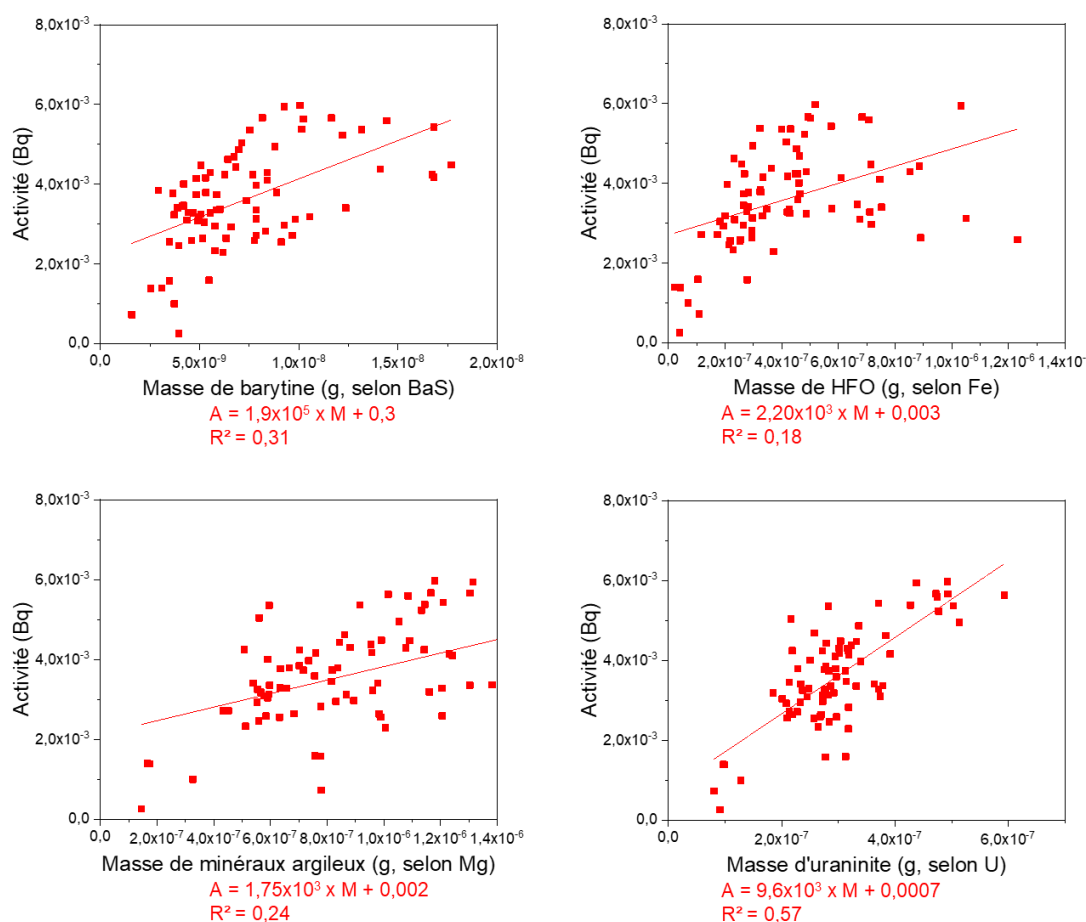 8,0x10⁻³
6,0x10⁻³
4,0x10⁻³
2,0x10⁻³
0,0
Activité (Bq)
0,0 5,0x10⁻⁹ 1,0x10⁻⁸ 1,5x10⁻⁸ 2,0x10⁻⁸
Masse de barytine (g, selon BaS)
A = 1,9x10⁵ x M + 0,3
R² = 0,31
8,0x10⁻³
6,0x10⁻³
4,0x10⁻³
2,0x10⁻³
0,0
Activité (Bq)
0,0 2,0x10⁻⁷ 4,0x10⁻⁷ 6,0x10⁻⁷ 8,0x10⁻⁷ 1,0x10⁻⁶ 1,2x10⁻⁶ 1,4x10⁻⁶
Masse de HFO (g, selon Fe)
A = 2,20x10³ x M + 0,003
R² = 0,18
8,0x10⁻³
6,0x10⁻³
4,0x10⁻³
2,0x10⁻³
0,0
Activité (Bq)
0,0 2,0x10⁻⁷ 4,0x10⁻⁷ 6,0x10⁻⁷ 8,0x10⁻⁷ 1,0x10⁻⁶ 1,2x10⁻⁶ 1,4x10⁻⁶
Masse de minéraux argileux (g, selon Mg)
A = 1,75x10³ x M + 0,002
R² = 0,24
8,0x10⁻³
6,0x10⁻³
4,0x10⁻³
2,0x10⁻³
0,0
Activité (Bq)
0,0 2,0x10⁻⁷ 4,0x10⁻⁷ 6,0x10⁻⁷
Masse d'uraninite (g, selon U)
A = 9,6x10³ x M + 0,0007
R² = 0,57